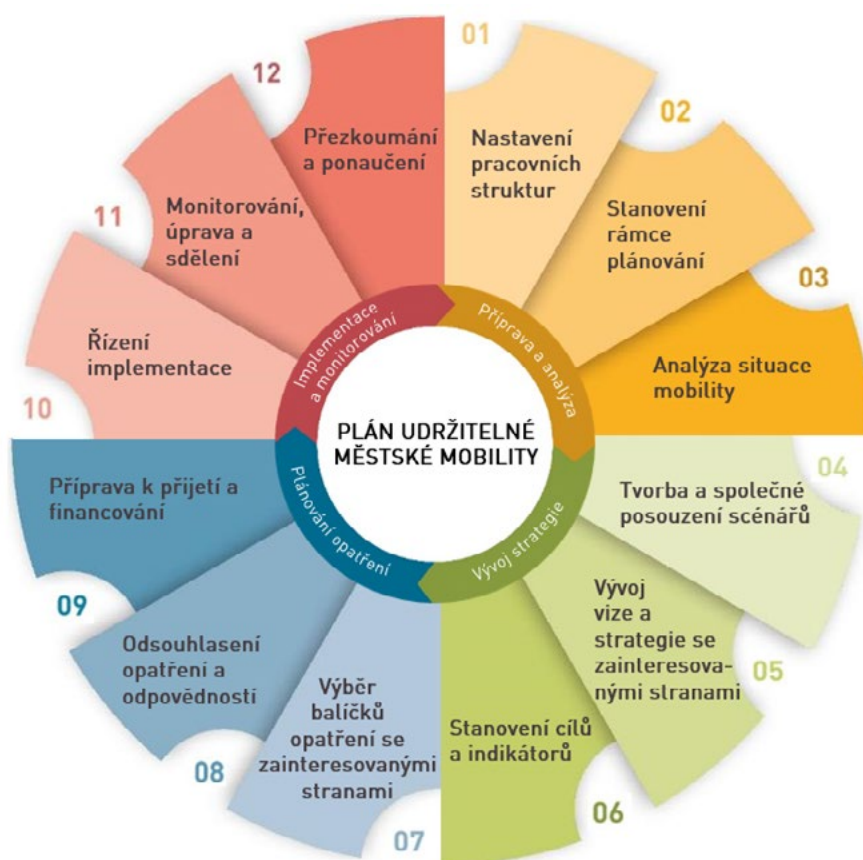 01
Nastavení
pracovních
struktur
02
Stanovení
rámce
plánování
03
Analýza situace
mobility
04
Tvorba a společné
posouzení scénářů
05
Vývoj
vize a
strategie se
zainteresova-
nými stranami
06
Stanovení cílů
a indikátorů
07
Výběr
balíčků
opatření se
zainteresovanými
stranami
08
Odsouhlasení
opatření a
odpovědností
09
Příprava k přijetí a
financování
10
Řízení
implementace
11
Monitorování,
úprava a
sdělení
12
Přezkoumání
a ponaučení
Příprava a analýza
Vývoj strategie
Plánování opatření
Implementace
a monitorování
PLÁN UDRŽITELNÉ
MĚSTSKÉ MOBILITY